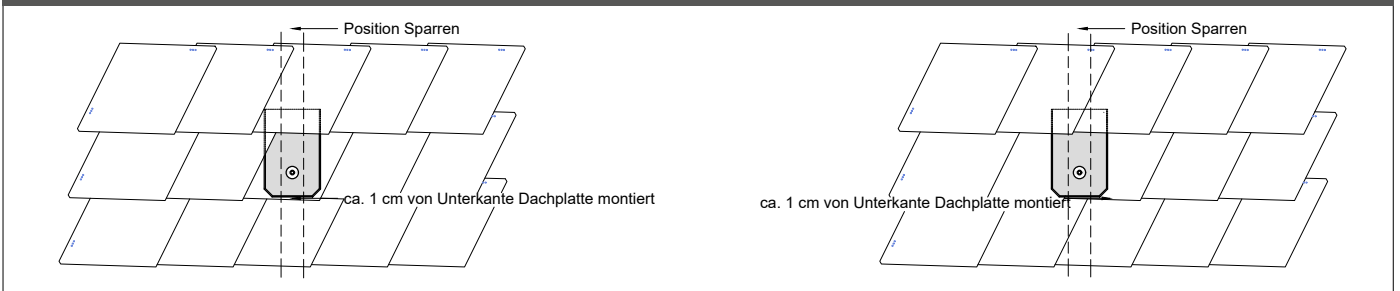 Position Sparren
Position Sparren
ca. 1 cm von Unterkante Dachplatte montiert
ca. 1 cm von Unterkante Dachplatte montiert